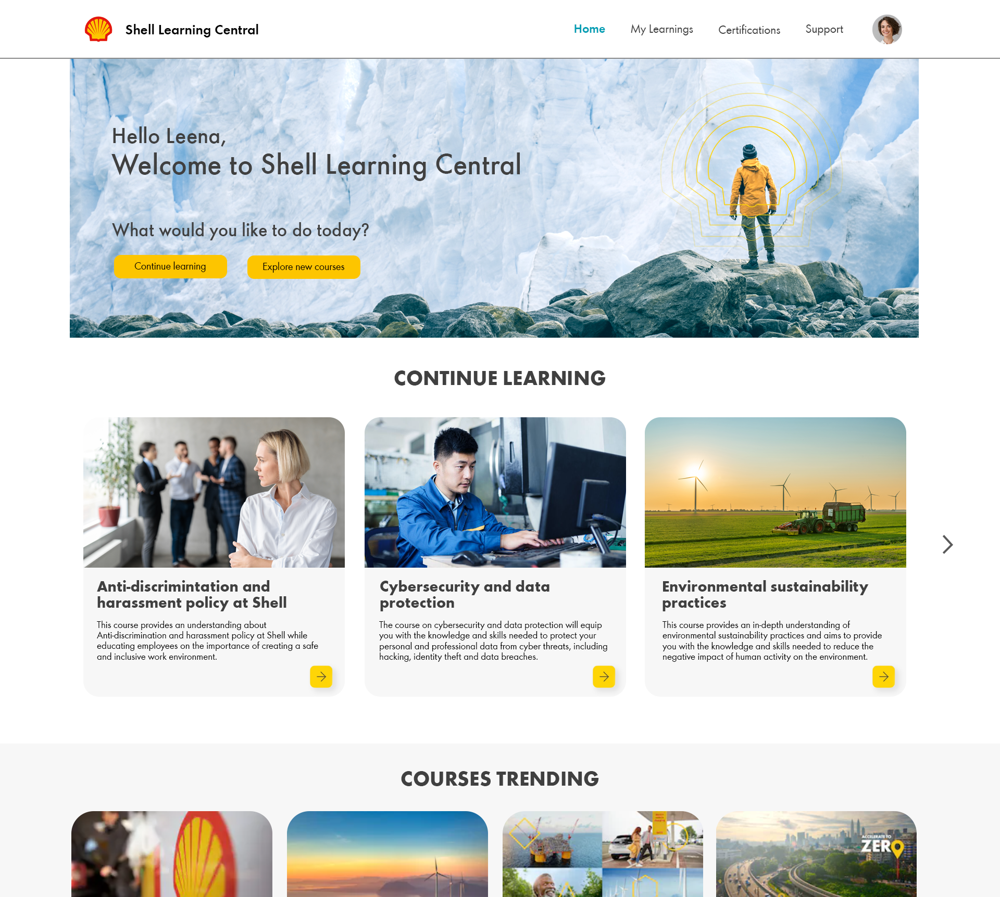 Shell Learning Central
Home
My Learnings
Certifications
Support
Hello Leena,
Welcome to Shell Learning Central
What would you like to do today?
Continue learning
Explore new courses
CONTINUE LEARNING
Anti-discrimintation and
harassment policy at Shell
This course provides an understanding about
Anti-discrimination and harassment policy at Shell while
educating employees on the importance of creating a safe
and inclusive work environment.
Cybersecurity and data
protection
The course on cybersecurity and data protection will equip
you with the knowledge and skills needed to protect your
personal and professional data from cyber threats, including
hacking, identity theft and data breaches.
Environmental sustainability
practices
This course provides an in-depth understanding of
environmental sustainability practices and aims to provide
you with the knowledge and skills needed to reduce the
negative impact of human activity on the environment.
COURSES TRENDING
ACCELERATE TO
ZERO